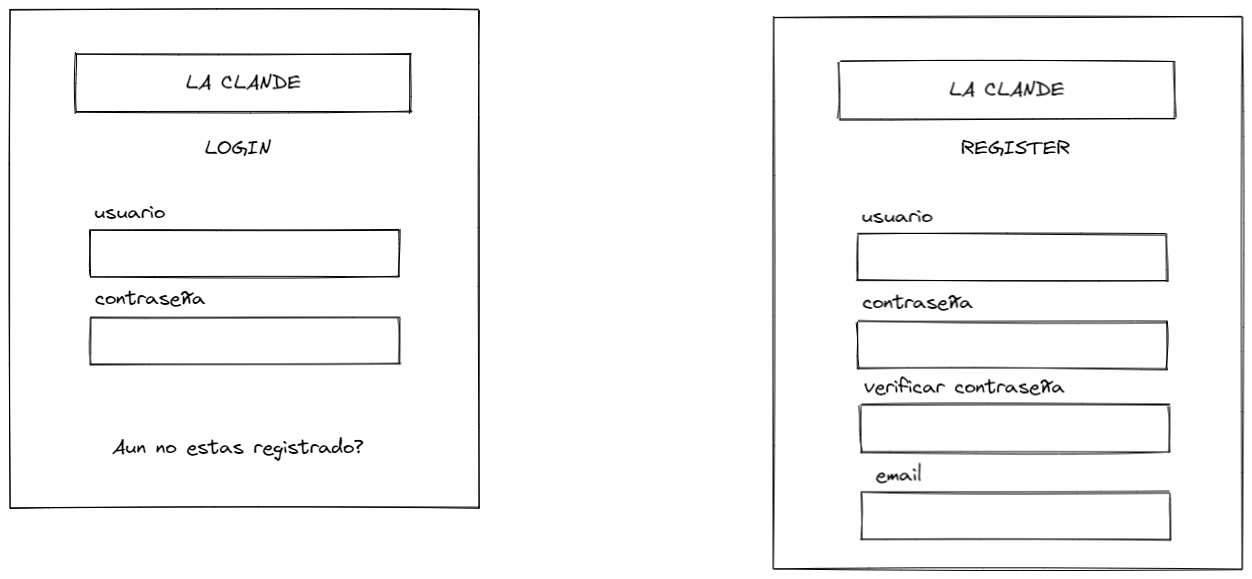 LA CLANDE
LOGIN
usuario
contraseña
Aun no estas registrado?
LA CLANDE
REGISTER
usuario
contraseña
verificar contraseña
email